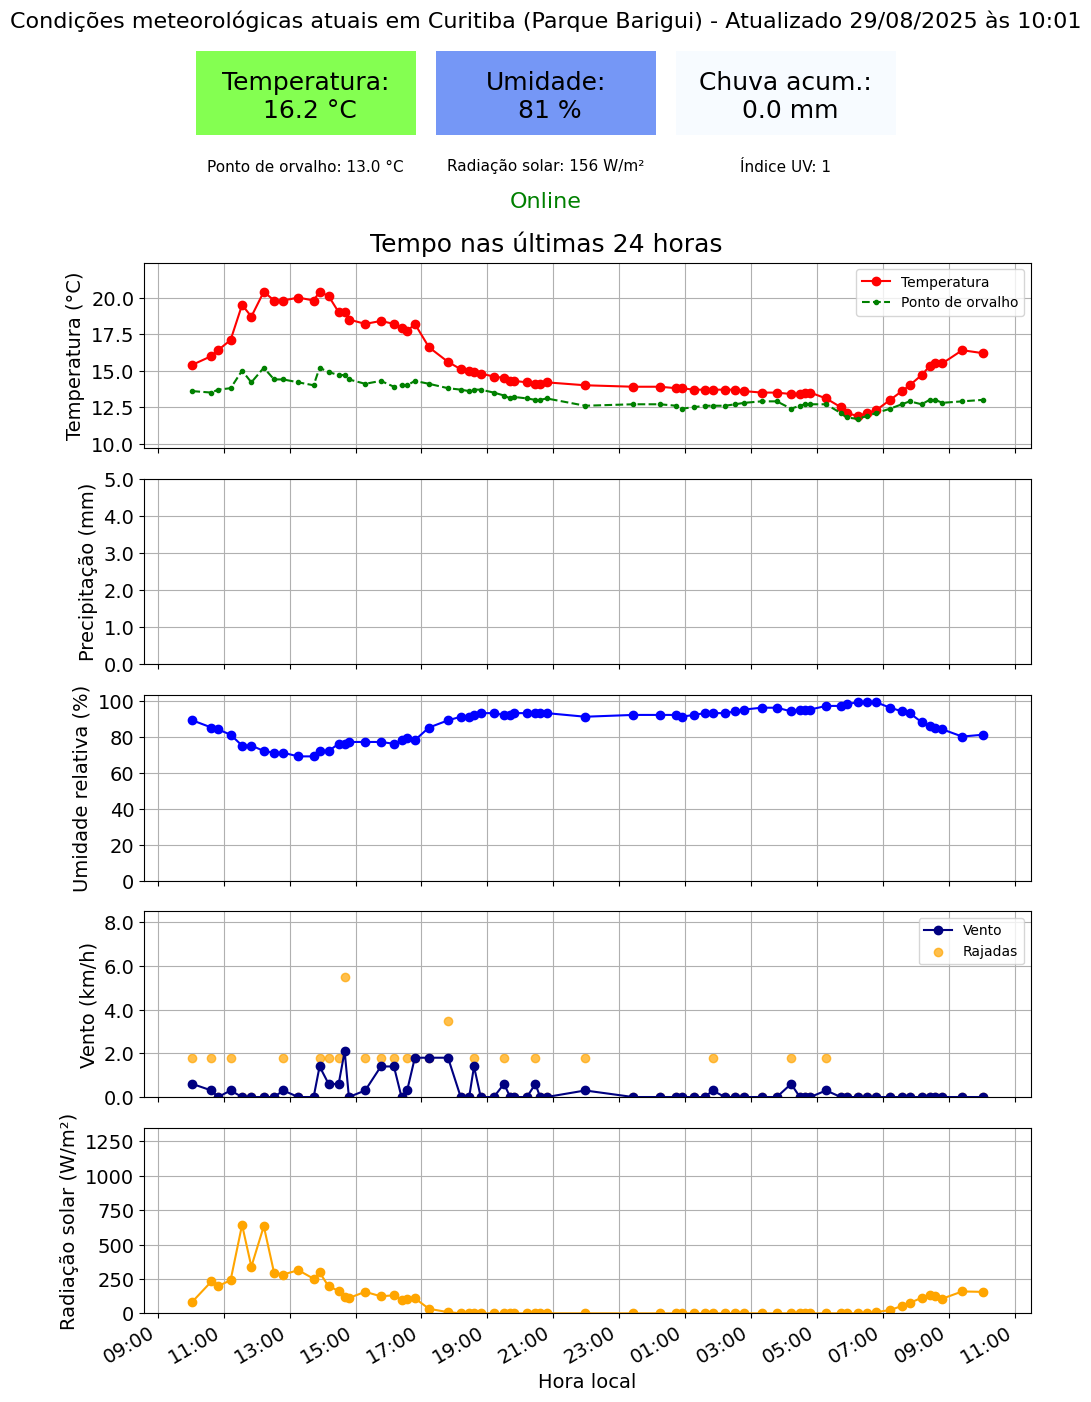 Condições meteorológicas atuais em Curitiba (Parque Barigui) - Atualizado 29/08/2025 às 10:01
Temperatura:
16.2 °C
Umidade:
81 %
Chuva acum.:
0.0 mm
Ponto de orvalho: 13.0 °C
Radiação solar: 156 W/m²
Índice UV: 1
Online
Tempo nas últimas 24 horas
Temperatura (°C)
20.0
17.5
15.0
12.5
10.0
Temperatura
Ponto de orvalho
Precipitação (mm)
5.0
4.0
3.0
2.0
1.0
0.0
Umidade relativa (%)
100
80
60
40
20
0
Vento (km/h)
8.0
6.0
4.0
2.0
0.0
Vento
Rajadas
Radiação solar (W/m²)
1250
1000
750
500
250
0
09:00
11:00
13:00
15:00
17:00
19:00
21:00
23:00
01:00
03:00
05:00
07:00
09:00
11:00
Hora local